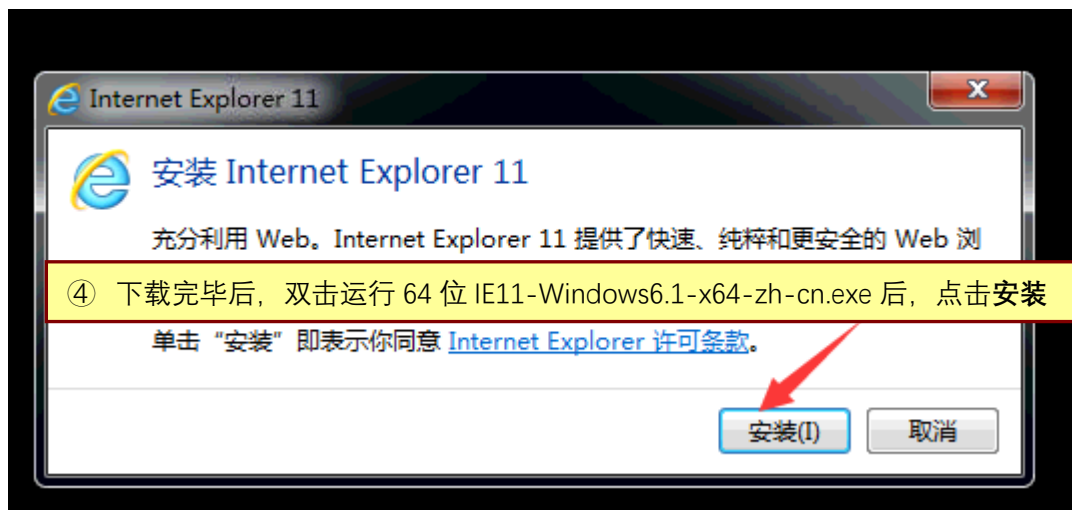 Internet Explorer 11
安装 Internet Explorer 11
充分利用 Web。Internet Explorer 11 提供了快速、纯粹和更安全的 Web 浏
④ 下载完毕后，双击运行 64 位 IE11-Windows6.1-x64-zh-cn.exe 后，点击安装
单击“安装”即表示你同意 Internet Explorer 许可条款。
安装(I) 取消